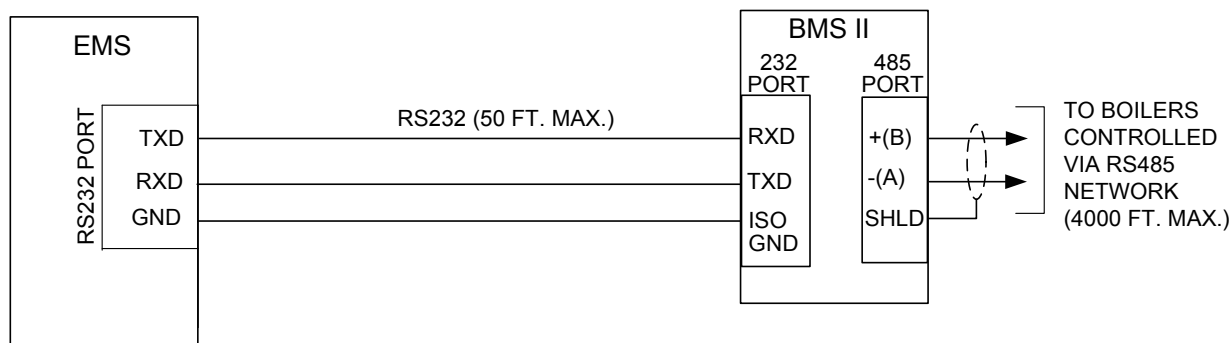 EMS
RS232 PORT
TXD
RXD
GND
RS232 (50 FT. MAX.)
BMS II
232
PORT
RXD
TXD
ISO
GND
485
PORT
+(B)
-(A)
SHLD
TO BOILERS
CONTROLLED
VIA RS485
NETWORK
(4000 FT. MAX.)